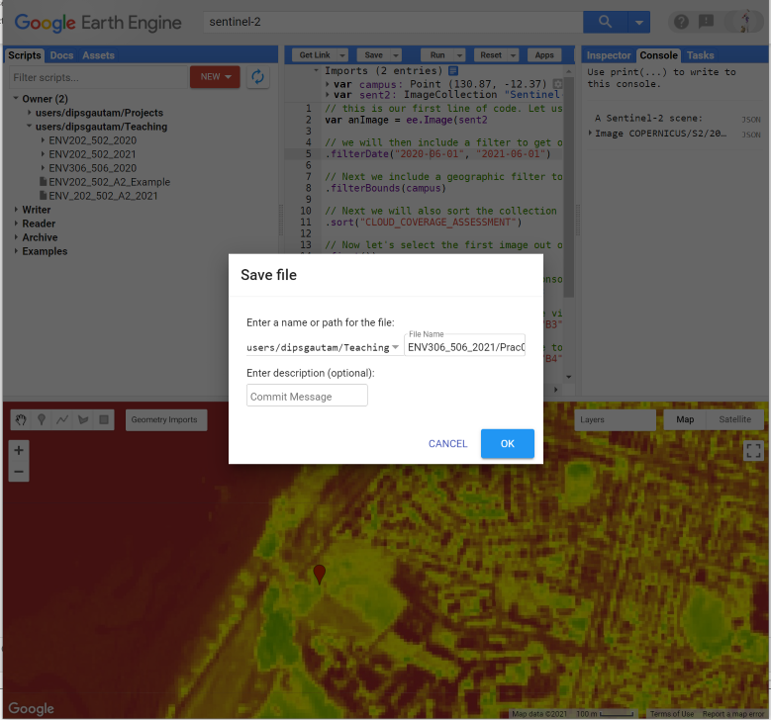 Google Earth Engine
sentinel-2
Scripts Docs Assets
Filter scripts...
NEW
Owner (2)
users/dipsgautam/Projects
users/dipsgautam/Teaching
ENV202_502_2020
ENV202_502_2021
ENV306_506_2020
ENV202_502_A2_Example
ENV_202_502_A2_2021
Writer
Reader
Archive
Examples
Get Link Save Run Reset Apps
Imports (2 entries)
var campus: Point (130.87, -12.37)
var sent2: ImageCollection "Sentinel
1 // this is our first line of code. Let us
2 var anImage = ee.Image(sent2
3
4 // we will then include a filter to get o
5 .filterDate("2020-06-01", "2021-06-01")
6
7 // Next we include a geographic filter to
8 .filterBounds(campus)
9
10 // Next we will also sort the collection
11 .sort("CLOUD_COVERAGE_ASSESSMENT")
12
13 // Now let's select the first image out o
Inspector Console Tasks
Use print(...) to write to
this console.
A Sentinel-2 scene: JSON
Image COPERNICUS/S2/20… JSON
Save file
Enter a name or path for the file:
File Name
users/dipsgautam/Teaching
ENV306_506_2021/Prac
Enter description (optional):
Commit Message
CANCEL OK
Geometry Imports
Layers
Map Satellite
+
−
Google
Map data ©2021 100 m Terms of Use Report a map error